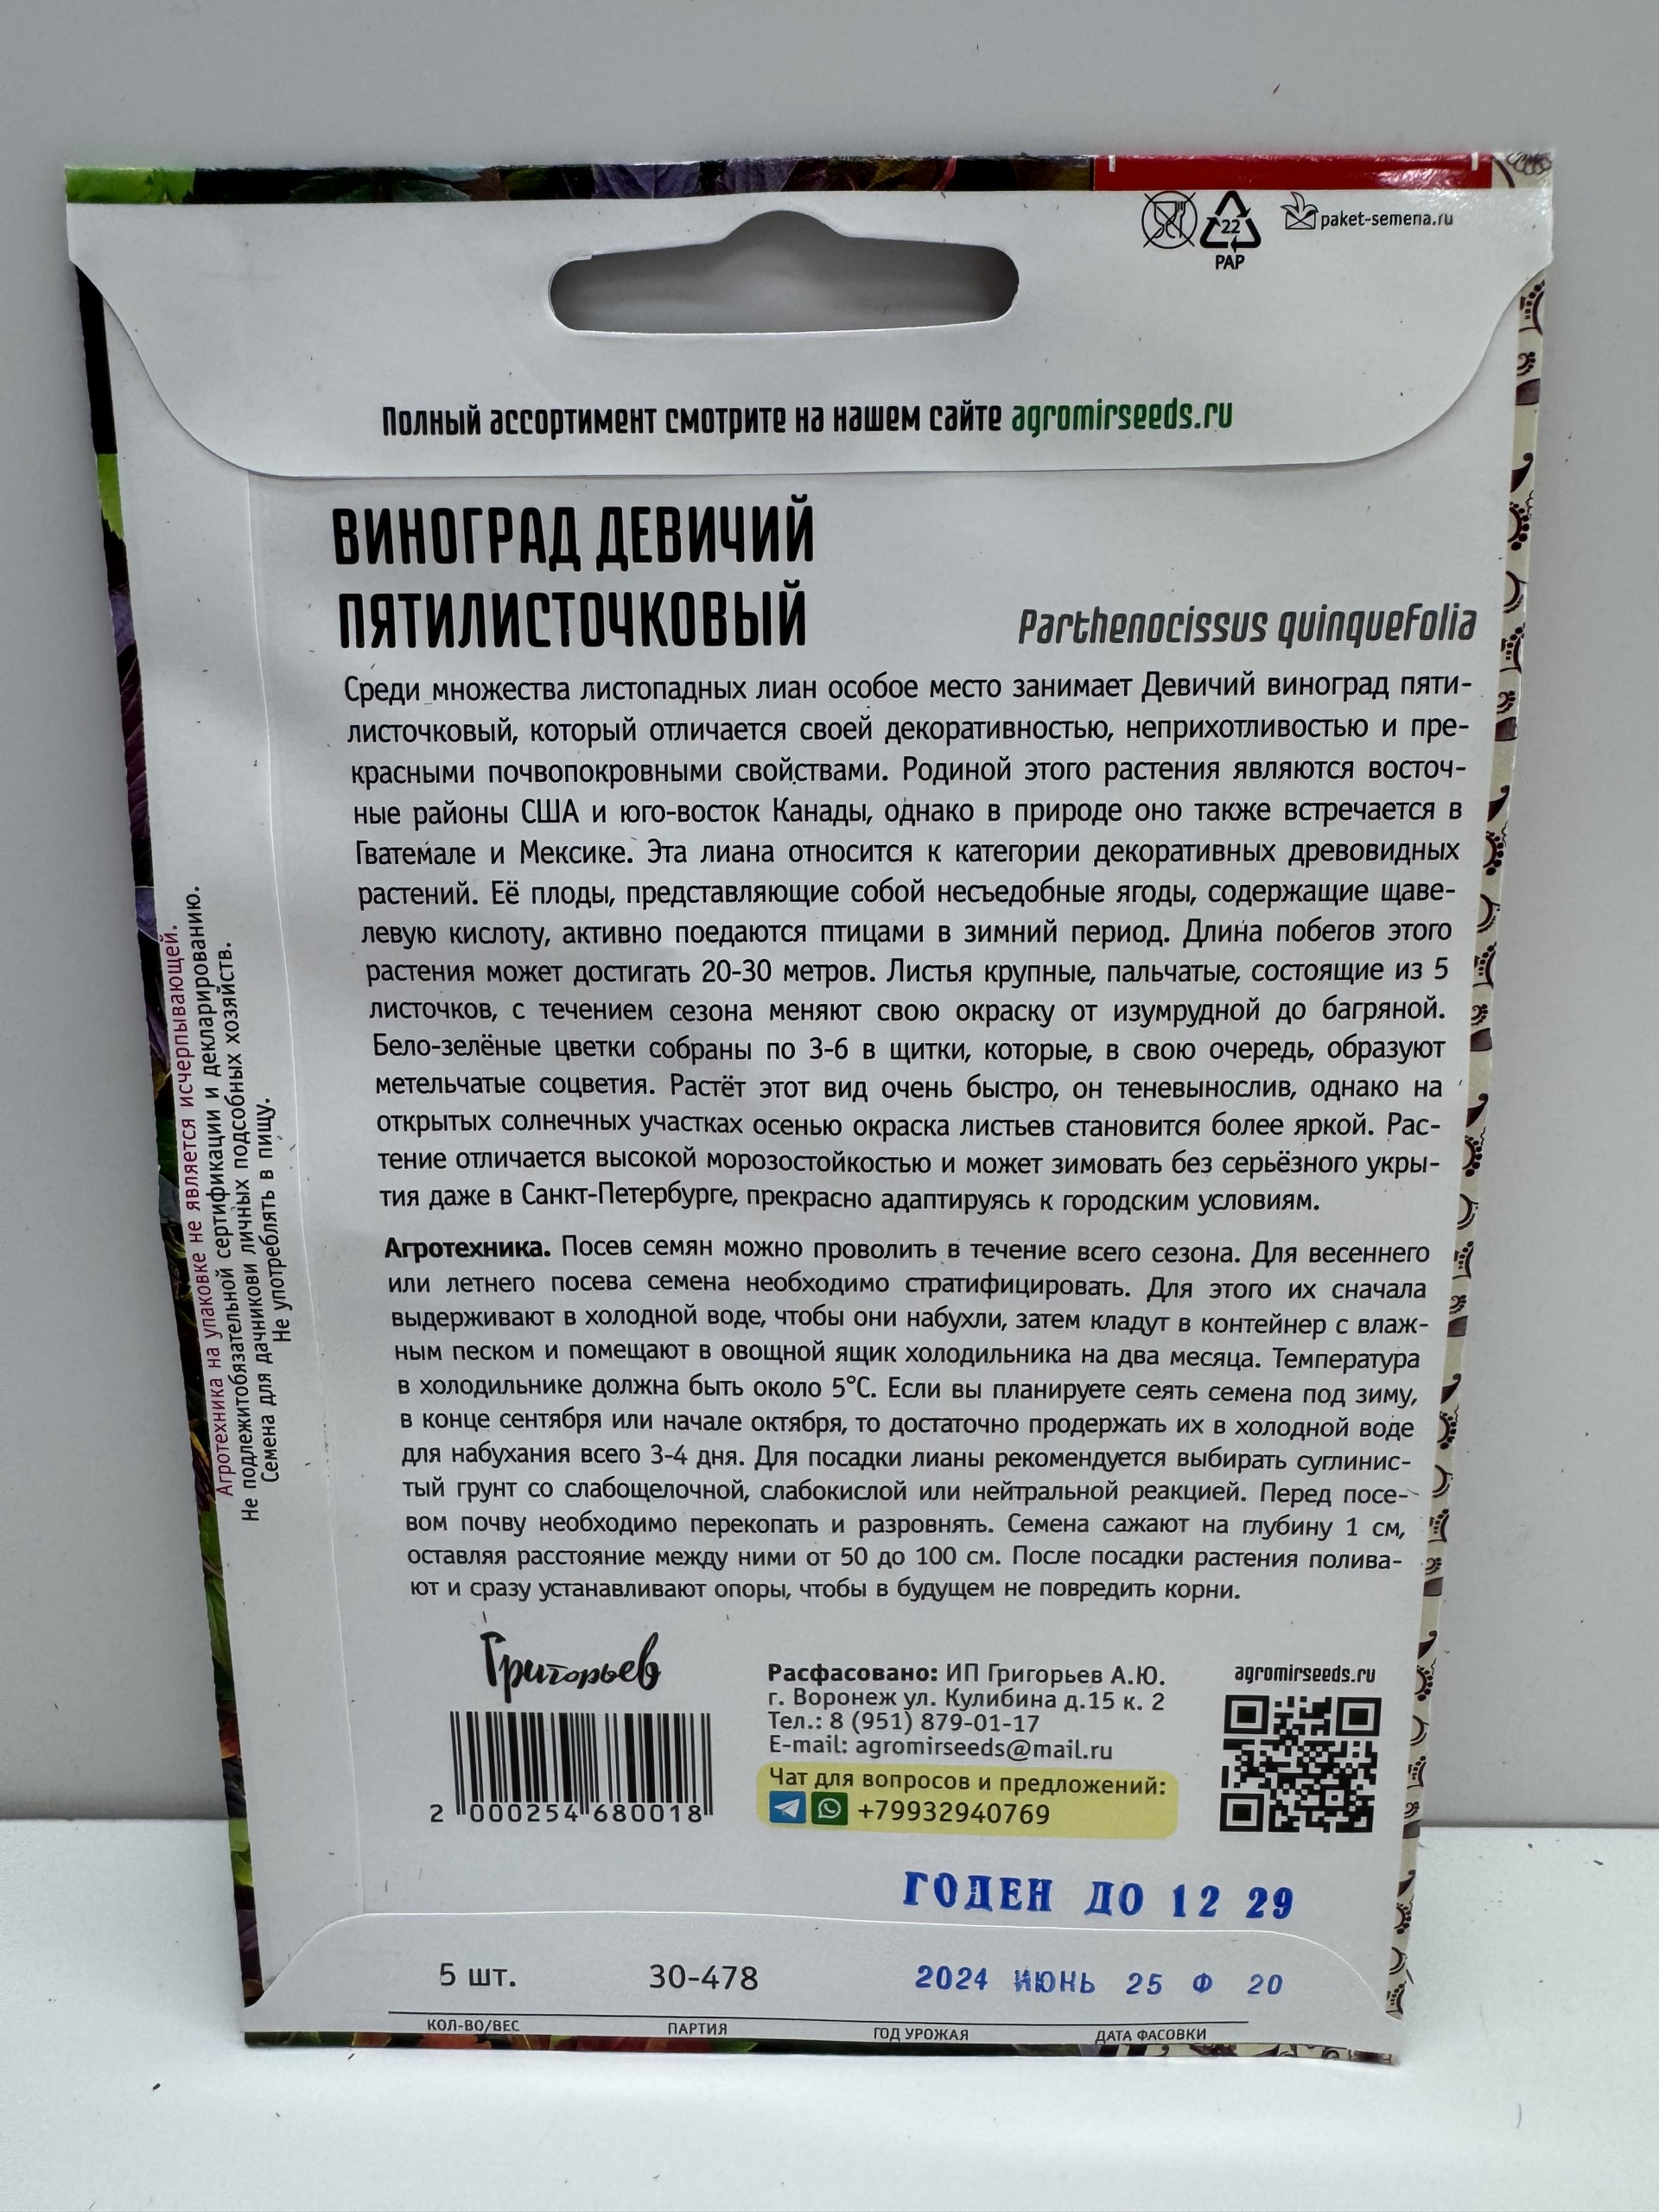 22
PAP
paket-semena.ru
Полный ассортимент смотрите на нашем сайте agromirseeds.ru
ВИНОГРАД ДЕВИЧИЙ
ПЯТИЛИСТОЧКОВЫЙ
Parthenocissus quinquefolia
Среди множества листопадных лиан особое место занимает Девичий виноград пяти-
листочковый, который отличается своей декоративностью, неприхотливостью и пре-
красными почвопокровными свойствами. Родиной этого растения являются восточ-
ные районы США и юго-восток Канады, однако в природе оно также встречается в
Гватемале и Мексике. Эта лиана относится к категории декоративных древовидных
растений. Её плоды, представляющие собой несъедобные ягоды, содержащие щаве-
левую кислоту, активно поедаются птицами в зимний период. Длина побегов этого
растения может достигать 20-30 метров. Листья крупные, пальчатые, состоящие из 5
листочков, с течением сезона меняют свою окраску от изумрудной до багряной.
Бело-зелёные цветки собраны по 3-6 в щитки, которые, в свою очередь, образуют
метельчатые соцветия. Растёт этот вид очень быстро, он теневынослив, однако на
открытых солнечных участках осенью окраска листьев становится более яркой. Рас-
тение отличается высокой морозостойкостью и может зимовать без серьёзного укры-
тия даже в Санкт-Петербурге, прекрасно адаптируясь к городским условиям.
Агротехника. Посев семян можно проволить в течение всего сезона. Для весеннего
или летнего посева семена необходимо стратифицировать. Для этого их сначала
выдерживают в холодной воде, чтобы они набухли, затем кладут в контейнер с влаж-
ным песком и помещают в овощной ящик холодильника на два месяца. Температура
в холодильнике должна быть около 5°С. Если вы планируете сеять семена под зиму,
в конце сентября или начале октября, то достаточно продержать их в холодной воде
для набухания всего 3-4 дня. Для посадки лианы рекомендуется выбирать суглинис-
тый грунт со слабощелочной, слабокислой или нейтральной реакцией. Перед посе-
вом почву необходимо перекопать и разровнять. Семена сажают на глубину 1 см,
оставляя расстояние между ними от 50 до 100 см. После посадки растения полива-
ют и сразу устанавливают опоры, чтобы в будущем не повредить корни.
Агротехника на упаковке не является исчерпывающей.
Не подлежитобязательной сертификации и декларированию.
Семена для дачникови личных подсобных хозяйств.
Не употреблять в пищу.
Григорьев
2 000254 680018
Расфасовано: ИП Григорьев А.Ю.
г. Воронеж ул. Кулибина д.15 к. 2
Тел.: 8 (951) 879-01-17
E-mail: agromirseeds@mail.ru
Чат для вопросов и предложений:
+79932940769
agromirseeds.ru
ГОДЕН ДО 12 29
5 шт. 30-478 2024 ИЮНЬ 25 Ф 20
КОЛ-ВО/ВЕС ПАРТИЯ ГОД УРОЖАЯ ДАТА ФАСОВКИ